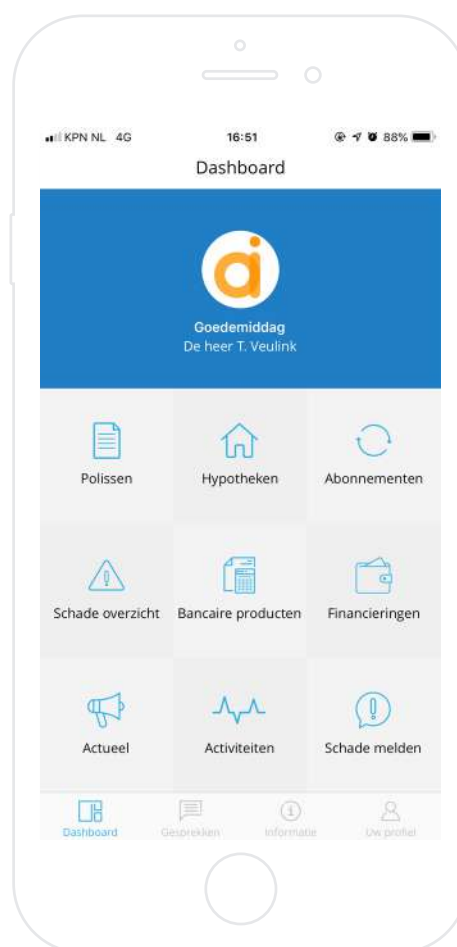 KPN NL 4G 16:51 88%
Dashboard
ai
Goedemiddag
De heer T. Veulink
Polissen Hypotheken Abonnementen
Schade overzicht Bancaire producten Financieringen
Actueel Activiteiten Schade melden
Dashboard Gesprekken Informatie Uw profiel